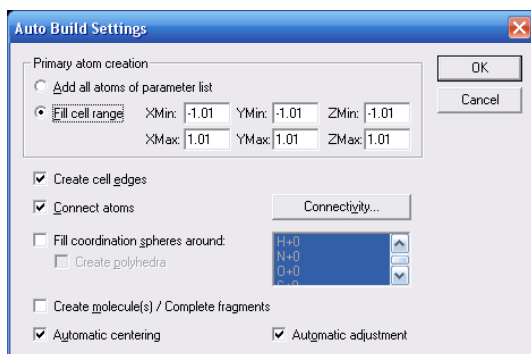 Auto Build Settings
Primary atom creation
Add all atoms of parameter list
Fill cell range XMin: -1.01 YMin: -1.01 ZMin: -1.01
XMax: 1.01 YMax: 1.01 ZMax: 1.01
OK
Cancel
Create cell edges
Connect atoms Connectivity...
Fill coordination spheres around:
Create polyhedra
H+0
N+0
O+0
Create molecule(s) / Complete fragments
Automatic centering Automatic adjustment